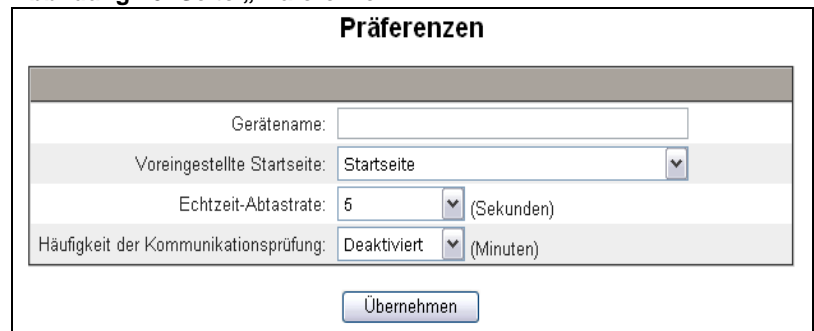 Präferenzen
Gerätename:
Voreingestellte Startseite: Startseite
Echtzeit-Abtastrate: 5 (Sekunden)
Häufigkeit der Kommunikationsprüfung: Deaktiviert (Minuten)
Übernehmen